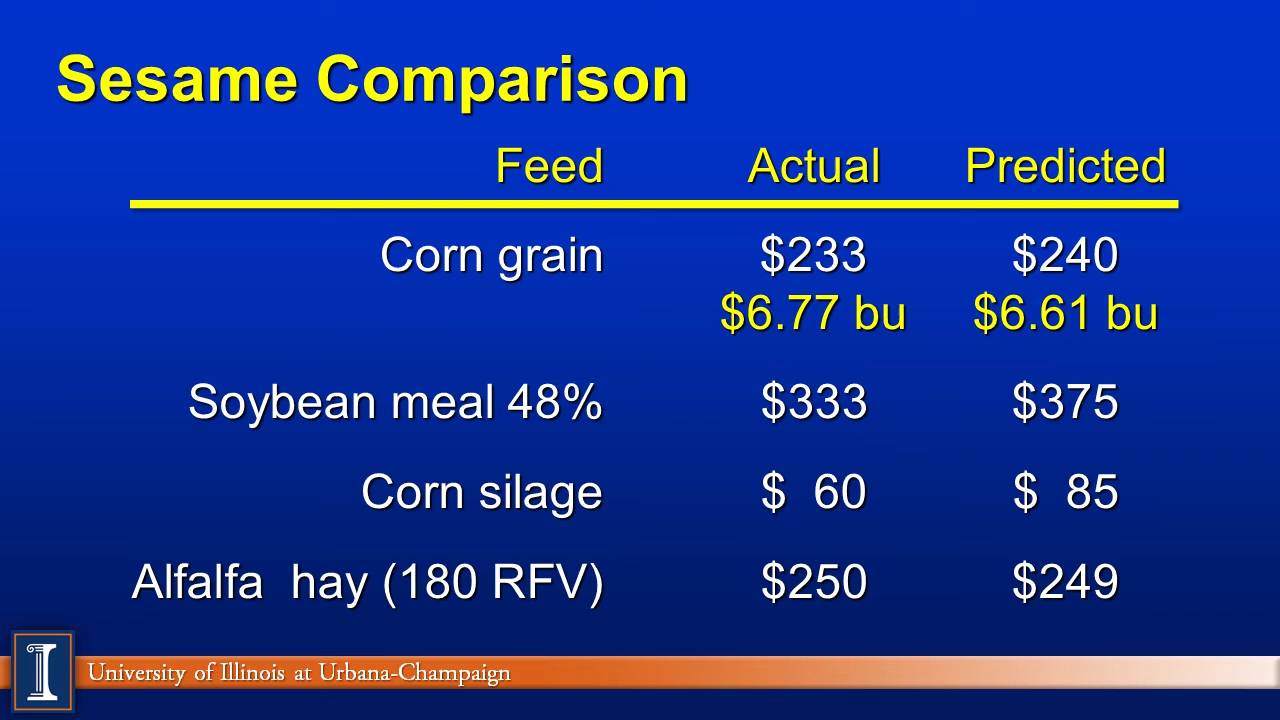 Sesame Comparison
Feed Actual Predicted
Corn grain $233 $240
$6.77 bu $6.61 bu
Soybean meal 48% $333 $375
Corn silage $ 60 $ 85
Alfalfa hay (180 RFV) $250 $249
I University of Illinois at Urbana-Champaign